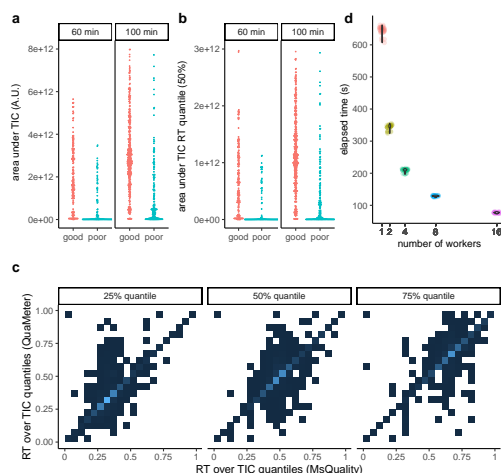 a
b
d
60 min
100 min
60 min
100 min
area under TIC (A.U.)
8e+12
6e+12
4e+12
2e+12
0e+00
good
poor
good
poor
area under TIC RT quantile (50%)
3e+12
2e+12
1e+12
0e+00
good
poor
good
poor
elapsed time (s)
600
500
400
300
200
100
1
2
4
8
16
number of workers
c
25% quantile
50% quantile
75% quantile
RT over TIC quantiles (QuaMeter)
1.00
0.75
0.50
0.25
0.00
0
0.25
0.5
0.75
1
0
0.25
0.5
0.75
1
0
0.25
0.5
0.75
1
RT over TIC quantiles (MsQuality)